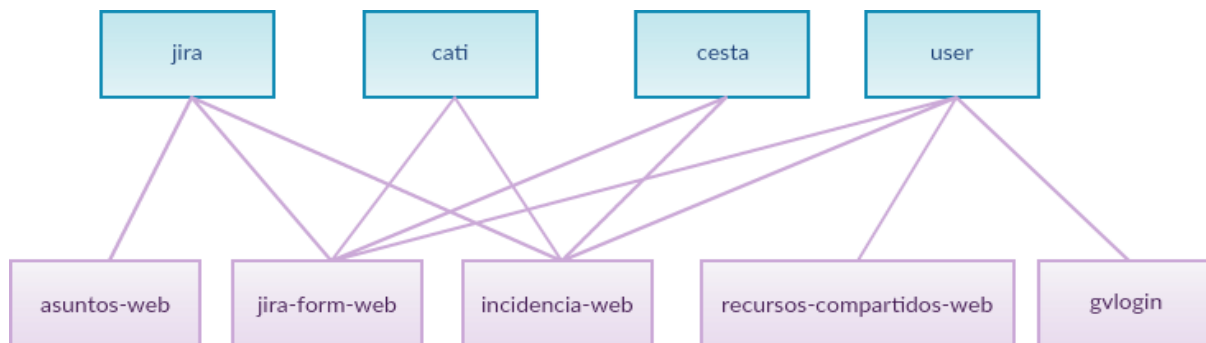 jira
cati
cesta
user
asuntos-web
jira-form-web
incidencia-web
recursos-compartidos-web
gvlogin